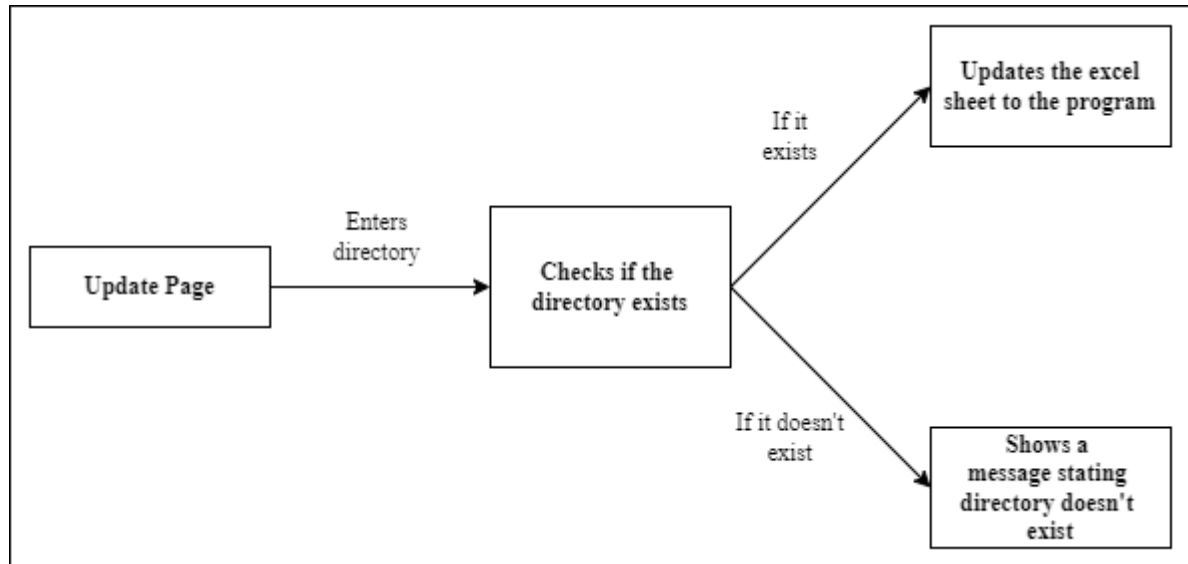 Update Page
Enters
directory
Checks if the
directory exists
If it
exists
Updates the excel
sheet to the program
If it doesn't
exist
Shows a
message stating
directory doesn't
exist